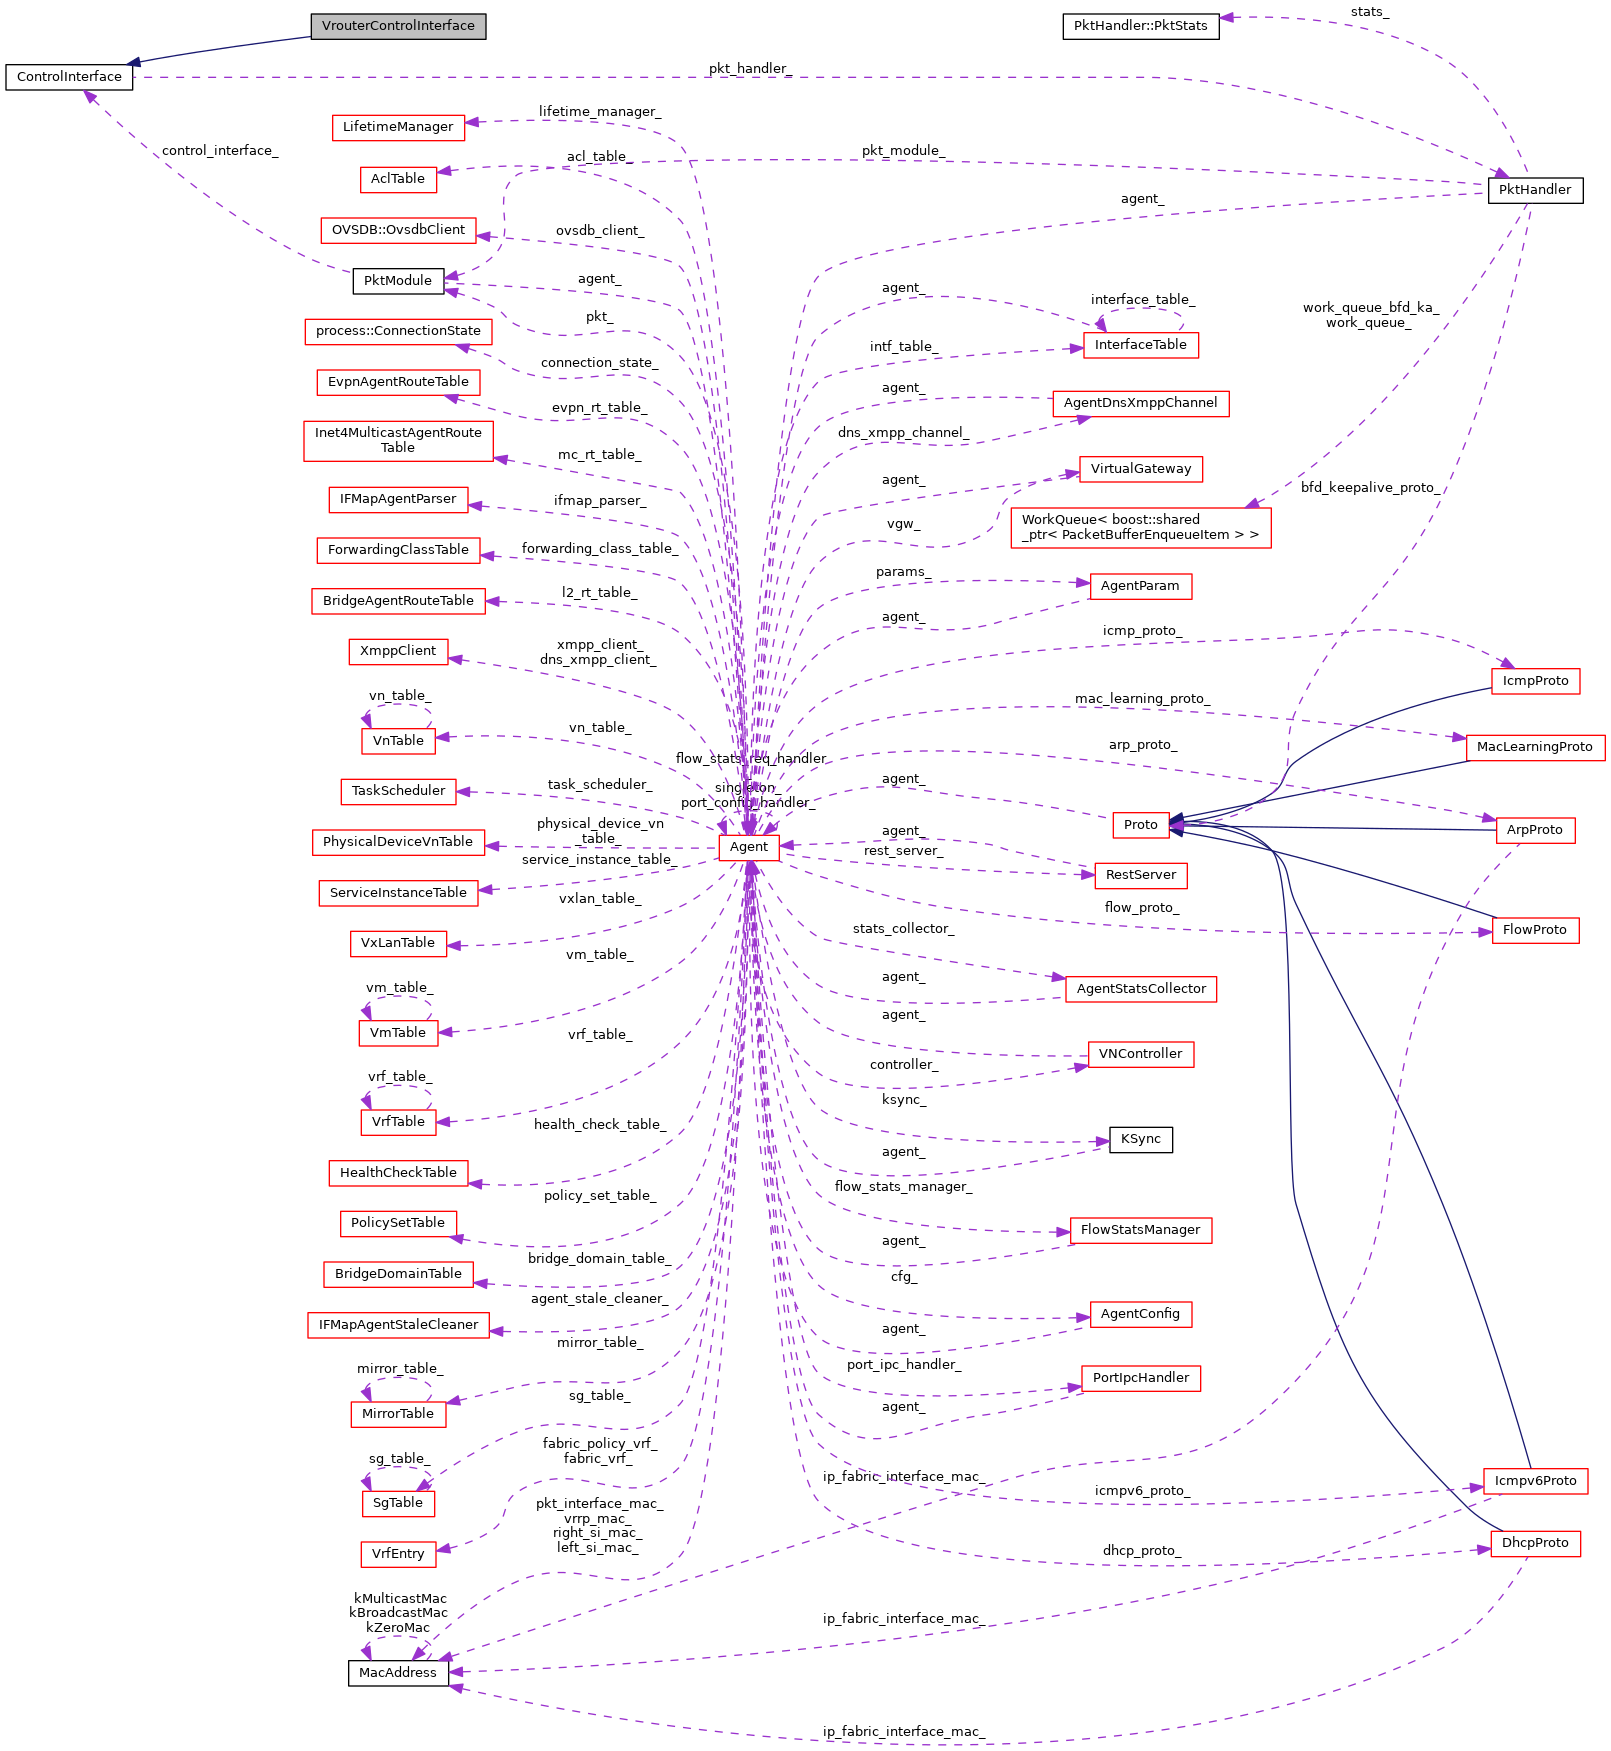 VrouterControlInterface
PktHandler::PktStats
stats_
ControlInterface
pkt_handler_
lifetime_manager_
LifetimeManager
control_interface_
acl_table_
pkt_module_
AclTable
PktHandler
agent_
OVSDB::OvsdbClient
ovsdb_client_
PktModule
agent_
agent_
interface_table_
work_queue_bfd_ka_
work_queue_
pkt_
process::ConnectionState
InterfaceTable
intf_table_
connection_state_
EvpnAgentRouteTable
agent_
AgentDnsXmppChannel
evpn_rt_table_
Inet4MulticastAgentRoute
Table
dns_xmpp_channel_
mc_rt_table_
VirtualGateway
agent_
bfd_keepalive_proto_
IFMapAgentParser
ifmap_parser_
vgw_
WorkQueue< boost::shared
_ptr< PacketBufferEnqueueItem > >
ForwardingClassTable
forwarding_class_table_
params_
AgentParam
BridgeAgentRouteTable
l2_rt_table_
agent_
icmp_proto_
XmppClient
xmpp_client_
dns_xmpp_client_
IcmpProto
vn_table_
mac_learning_proto_
VnTable
vn_table_
arp_proto_
MacLearningProto
flow_stats_req_handler
_
TaskScheduler
task_scheduler_
singleton_
port_config_handler_
agent_
physical_device_vn
_table_
Proto
ArpProto
agent_
PhysicalDeviceVnTable
Agent
rest_server_
service_instance_table_
RestServer
ServiceInstanceTable
vxlan_table_
flow_proto_
FlowProto
VxLanTable
stats_collector_
vm_table_
agent_
vm_table_
AgentStatsCollector
agent_
VmTable
vrf_table_
VNController
controller_
vrf_table_
ksync_
VrfTable
health_check_table_
KSync
agent_
HealthCheckTable
flow_stats_manager_
policy_set_table_
PolicySetTable
FlowStatsManager
agent_
bridge_domain_table_
BridgeDomainTable
cfg_
agent_stale_cleaner_
AgentConfig
IFMapAgentStaleCleaner
agent_
mirror_table_
mirror_table_
port_ipc_handler_
PortIpcHandler
sg_table_
MirrorTable
agent_
fabric_policy_vrf_
fabric_vrf_
sg_table_
ip_fabric_interface_mac_
Icmpv6Proto
icmpv6_proto_
SgTable
pkt_interface_mac_
vrrp_mac_
right_si_mac_
left_si_mac_
DhcpProto
dhcp_proto_
VrfEntry
kMulticastMac
kBroadcastMac
kZeroMac
ip_fabric_interface_mac_
MacAddress
ip_fabric_interface_mac_